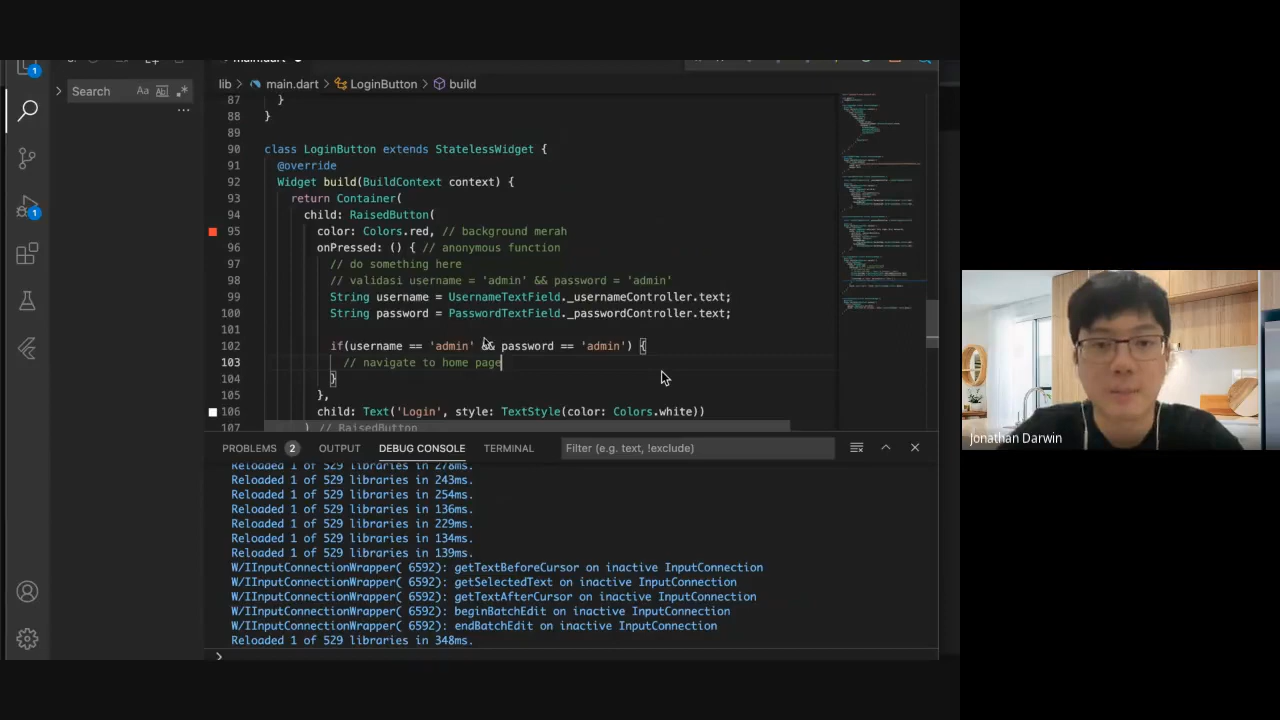 main.dart
1
Search
Aa
Abl
.*
...
lib > main.dart > LoginButton > build
87 }
88 }
89
90 class LoginButton extends StatelessWidget {
91 @override
92 Widget build(BuildContext context) {
93 return Container(
94 child: RaisedButton(
95 color: Colors.red, // background merah
96 onPressed: () { // anonymous function
97 // do something here
98 // validasi username = 'admin' && password = 'admin'
99 String username = UsernameTextField._usernameController.text;
100 String password = PasswordTextField._passwordController.text;
101
102 if(username == 'admin' && password == 'admin') {
103 // navigate to home page
104 }
105 },
106 child: Text('Login', style: TextStyle(color: Colors.white))
107 ) // RaisedButton
1
PROBLEMS 2 OUTPUT DEBUG CONSOLE TERMINAL Filter (e.g. text, !exclude)
Reloaded 1 of 529 libraries in 278ms.
Reloaded 1 of 529 libraries in 243ms.
Reloaded 1 of 529 libraries in 254ms.
Reloaded 1 of 529 libraries in 136ms.
Reloaded 1 of 529 libraries in 229ms.
Reloaded 1 of 529 libraries in 134ms.
Reloaded 1 of 529 libraries in 139ms.
W/IInputConnectionWrapper( 6592): getTextBeforeCursor on inactive InputConnection
W/IInputConnectionWrapper( 6592): getSelectedText on inactive InputConnection
W/IInputConnectionWrapper( 6592): getTextAfterCursor on inactive InputConnection
W/IInputConnectionWrapper( 6592): beginBatchEdit on inactive InputConnection
W/IInputConnectionWrapper( 6592): endBatchEdit on inactive InputConnection
Reloaded 1 of 529 libraries in 348ms.
>
Jonathan Darwin